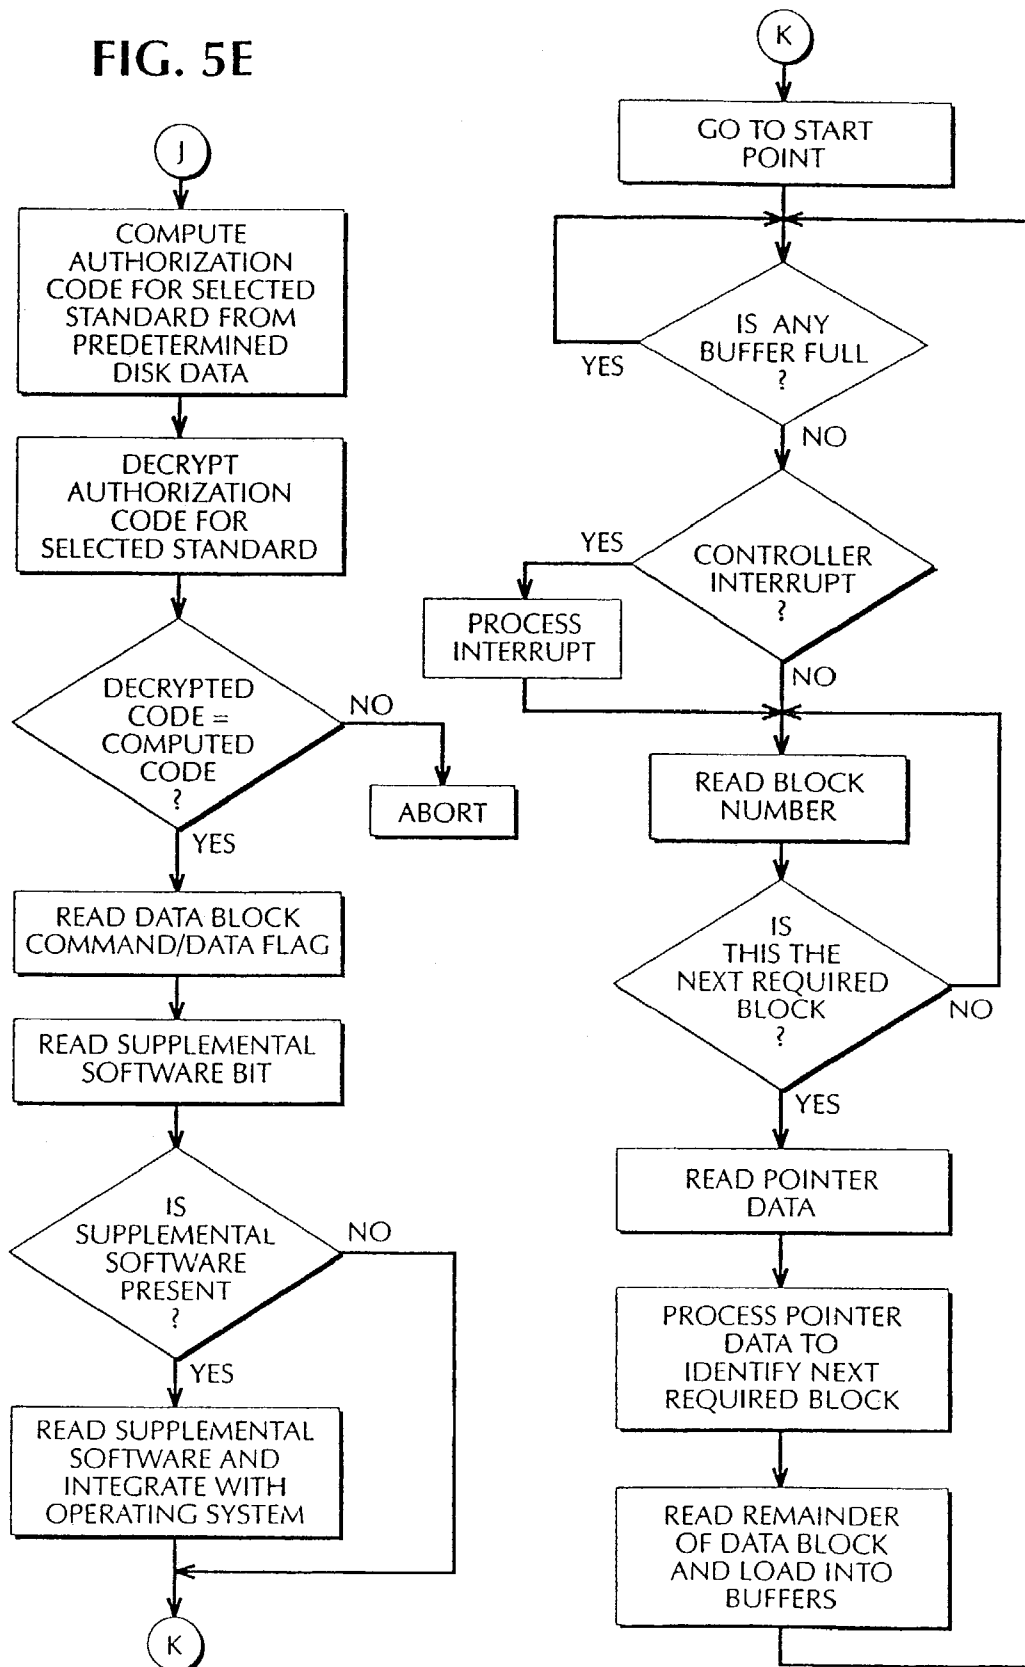 FIG. 5E
J
COMPUTE
AUTHORIZATION
CODE FOR SELECTED
STANDARD FROM
PREDETERMINED
DISK DATA
DECRYPT
AUTHORIZATION
CODE FOR
SELECTED STANDARD
DECRYPTED
CODE =
COMPUTED
CODE
?
NO
ABORT
YES
READ DATA BLOCK
COMMAND/DATA FLAG
READ SUPPLEMENTAL
SOFTWARE BIT
IS
SUPPLEMENTAL
SOFTWARE
PRESENT
?
NO
YES
READ SUPPLEMENTAL
SOFTWARE AND
INTEGRATE WITH
OPERATING SYSTEM
K
K
GO TO START
POINT
IS ANY
BUFFER FULL
?
YES
NO
CONTROLLER
INTERRUPT
?
YES
PROCESS
INTERRUPT
NO
READ BLOCK
NUMBER
IS
THIS THE
NEXT REQUIRED
BLOCK
?
NO
YES
READ POINTER
DATA
PROCESS POINTER
DATA TO
IDENTIFY NEXT
REQUIRED BLOCK
READ REMAINDER
OF DATA BLOCK
AND LOAD INTO
BUFFERS